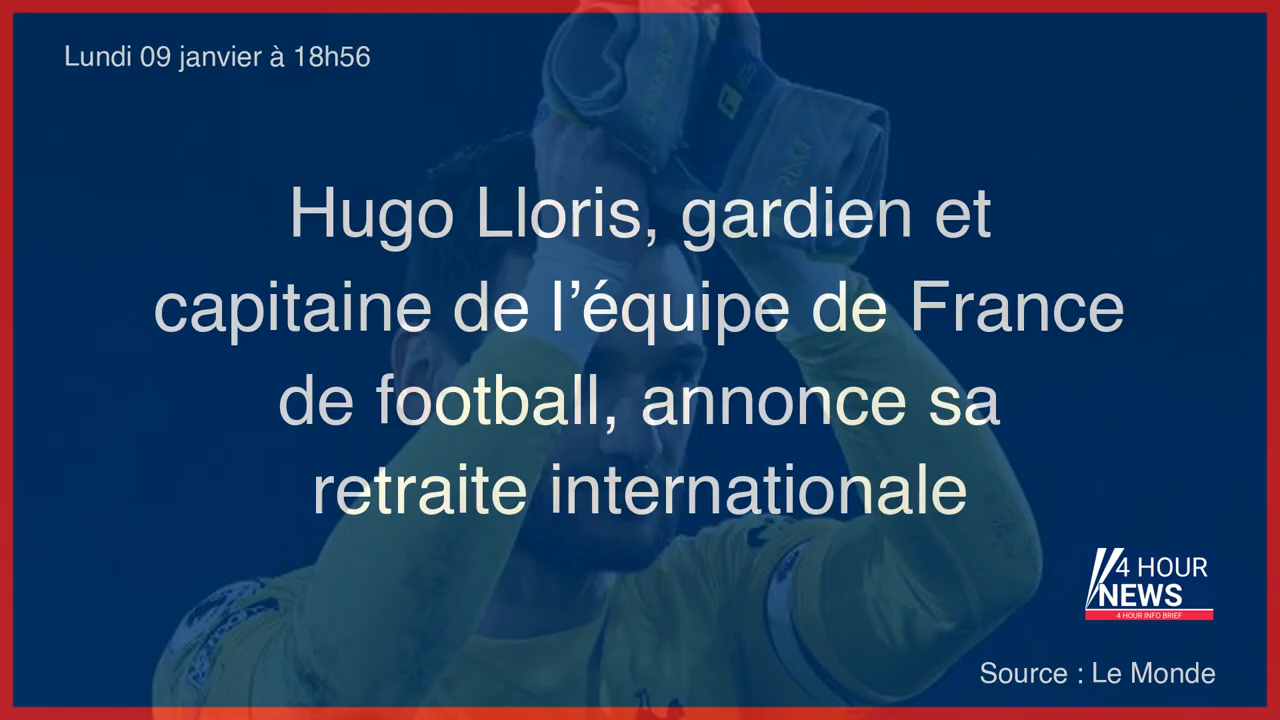 Lundi 09 janvier à 18h56
Hugo Lloris, gardien et
capitaine de l’équipe de France
de football, annonce sa
retraite internationale
4 HOUR
NEWS
4 HOUR INFO BRIEF
Source : Le Monde